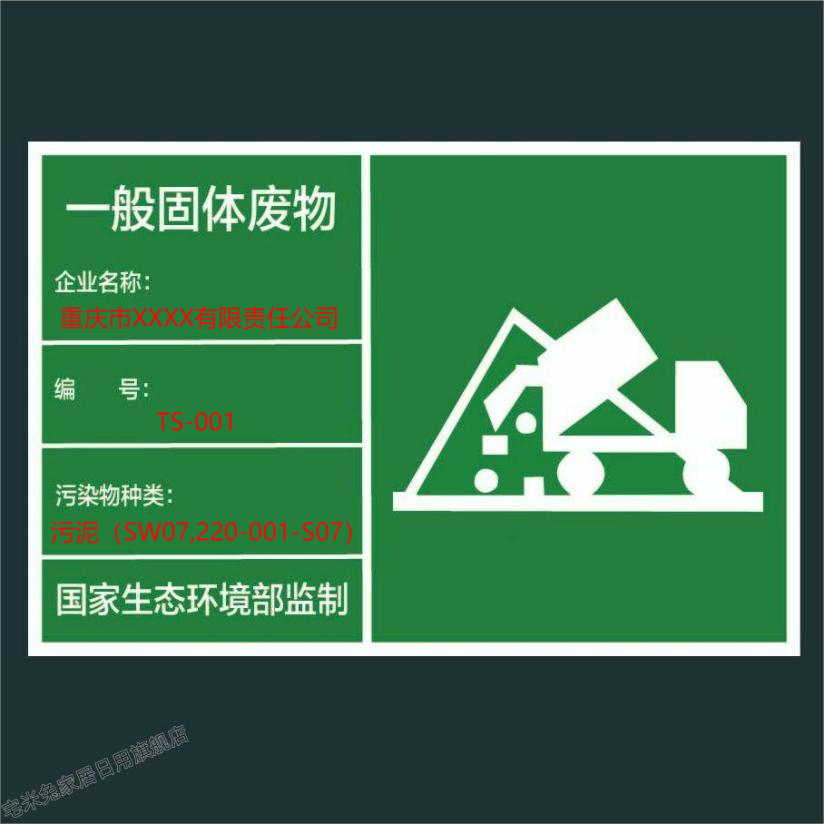 一般固体废物
企业名称：
重庆市XXXX有限责任公司
编 号：
TS-001
污染物种类：
污泥（SW07,220-001-S07）
国家生态环境部监制
宅米兔家居日用旗舰店